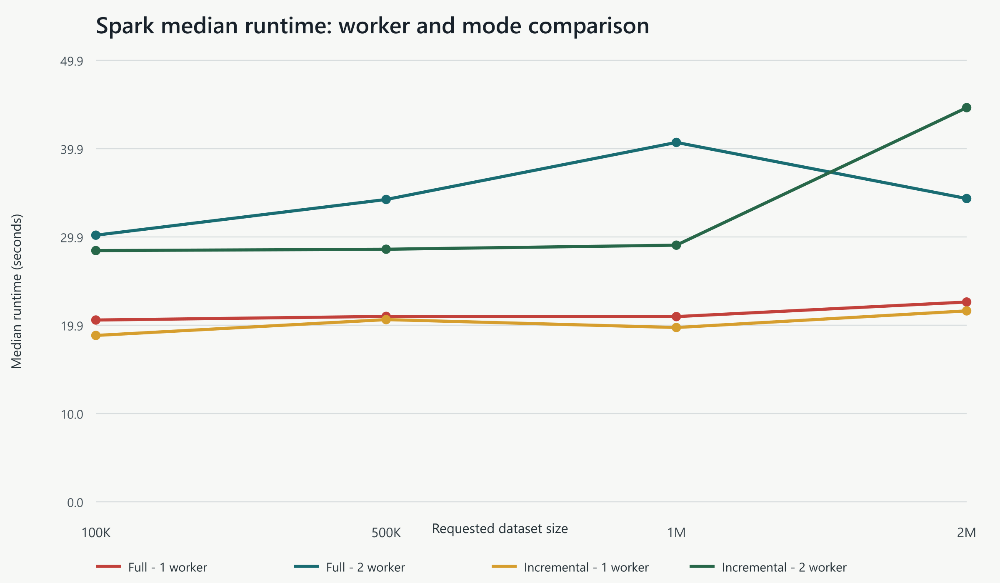 Spark median runtime: worker and mode comparison
49.9
39.9
29.9
19.9
10.0
0.0
Median runtime (seconds)
100K
500K
1M
2M
Requested dataset size
Full - 1 worker
Full - 2 worker
Incremental - 1 worker
Incremental - 2 worker